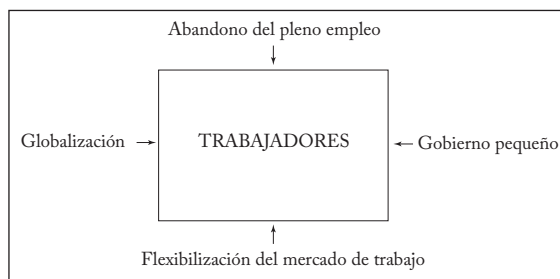 Abandono del pleno empleo
Globalización
TRABAJADORES
Gobierno pequeño
Flexibilización del mercado de trabajo